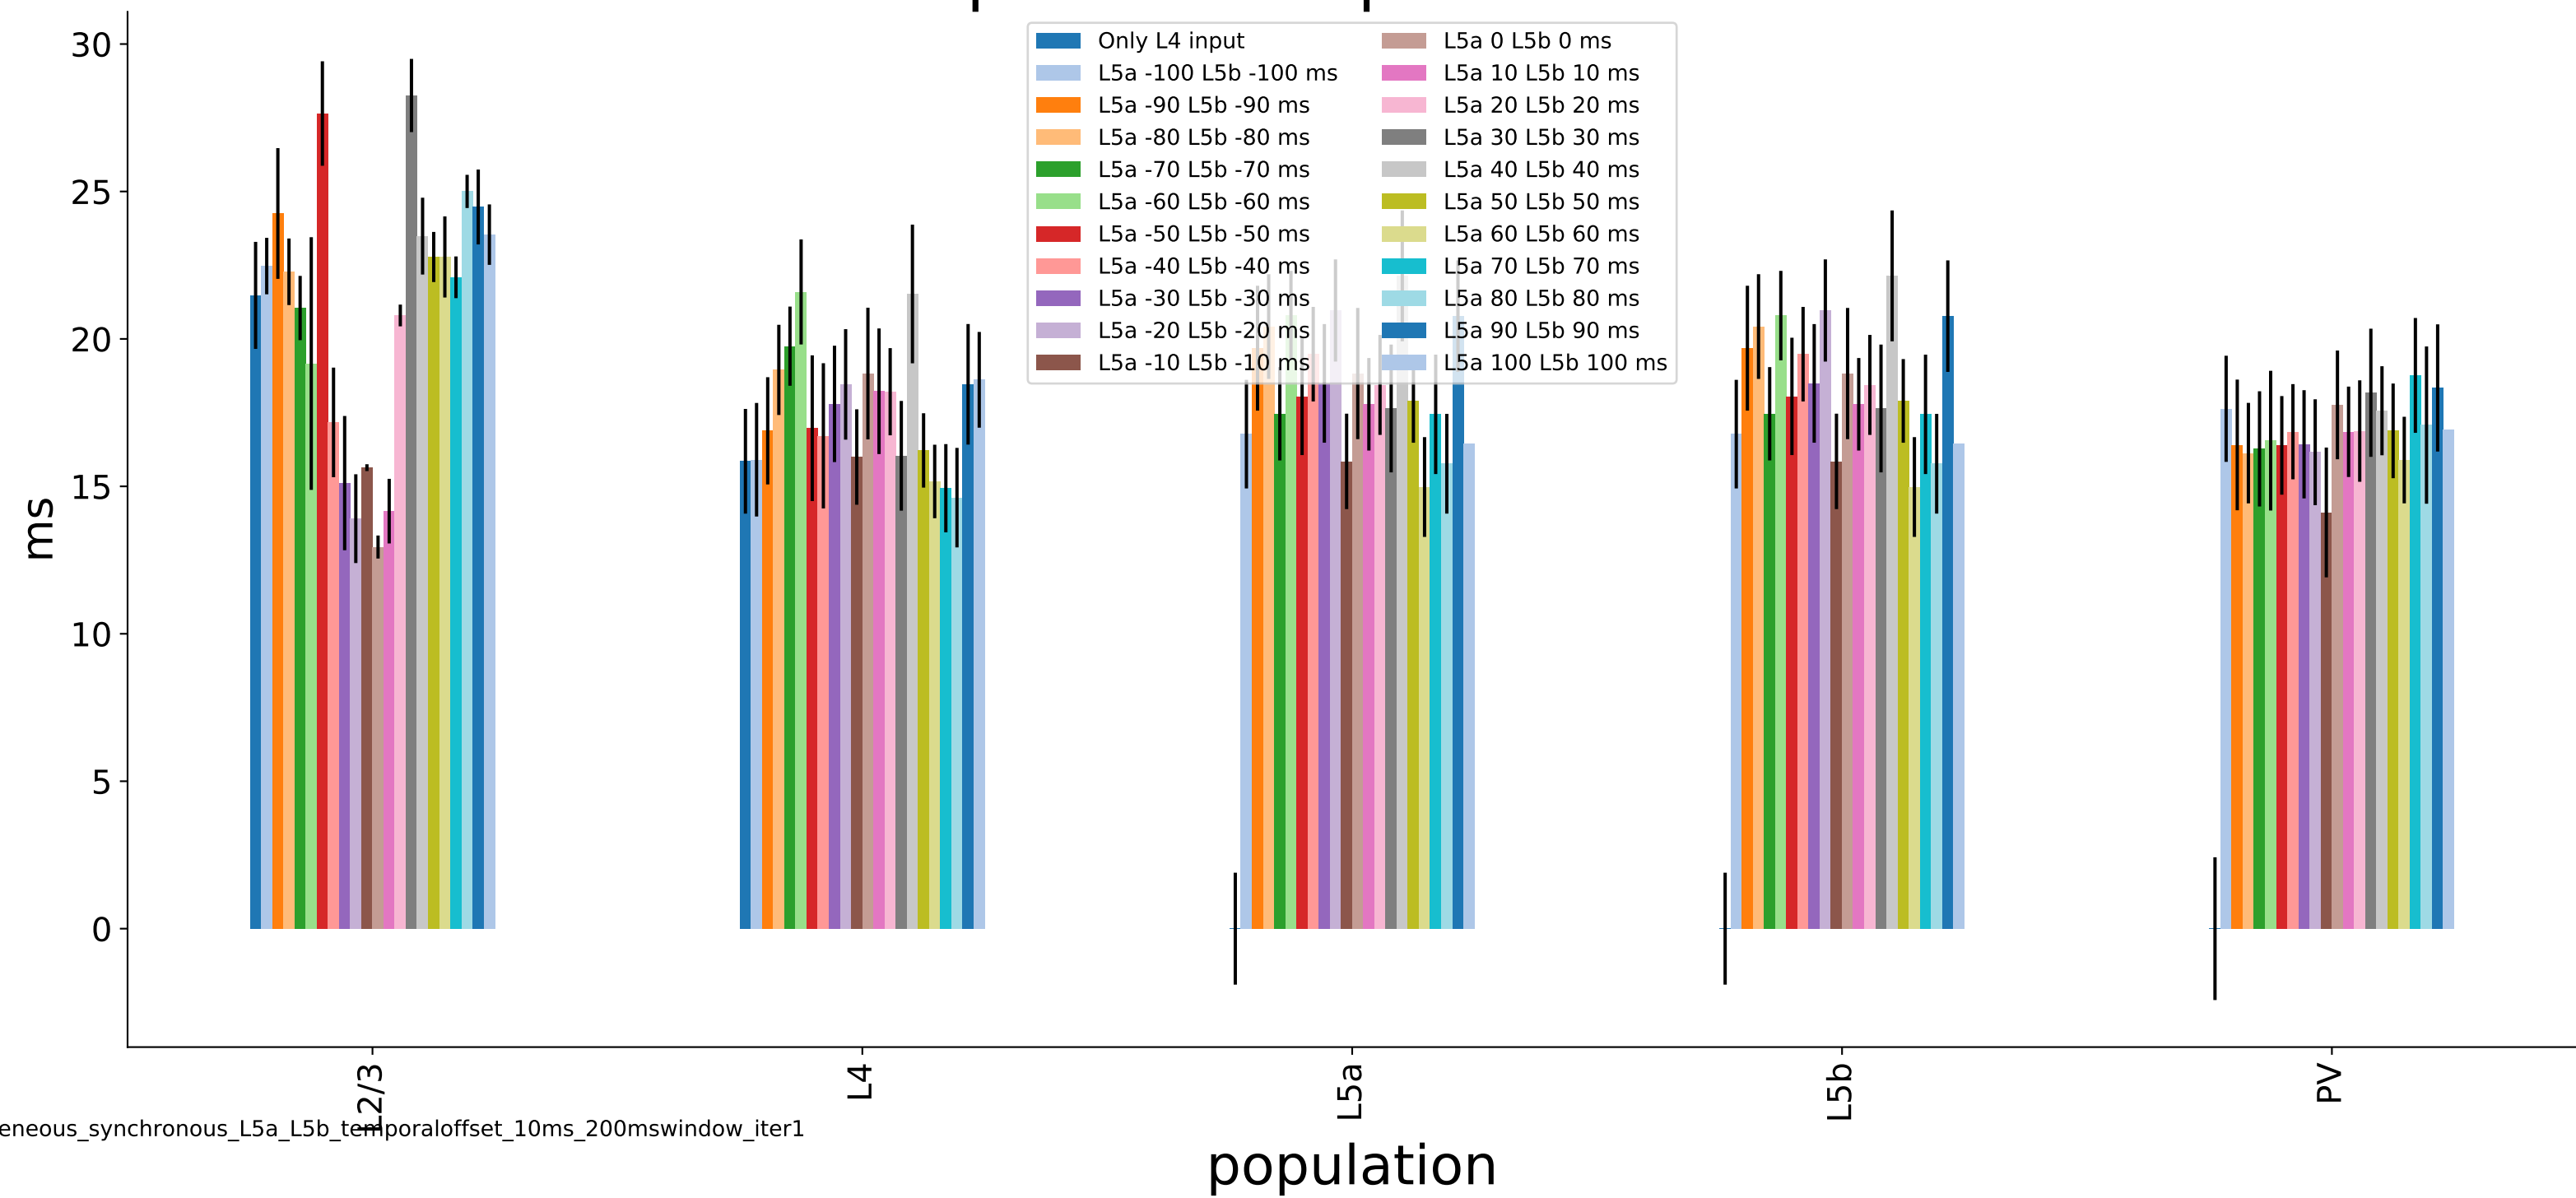 30
25
20
15
10
5
0
ms
Only L4 input
L5a -100 L5b -100 ms
L5a -90 L5b -90 ms
L5a -80 L5b -80 ms
L5a -70 L5b -70 ms
L5a -60 L5b -60 ms
L5a -50 L5b -50 ms
L5a -40 L5b -40 ms
L5a -30 L5b -30 ms
L5a -20 L5b -20 ms
L5a -10 L5b -10 ms
L5a 0 L5b 0 ms
L5a 10 L5b 10 ms
L5a 20 L5b 20 ms
L5a 30 L5b 30 ms
L5a 40 L5b 40 ms
L5a 50 L5b 50 ms
L5a 60 L5b 60 ms
L5a 70 L5b 70 ms
L5a 80 L5b 80 ms
L5a 90 L5b 90 ms
L5a 100 L5b 100 ms
L2/3
L4
L5a
L5b
PV
eneous_synchronous_L5a_L5b_temporaloffset_10ms_200mswindow_iter1
population